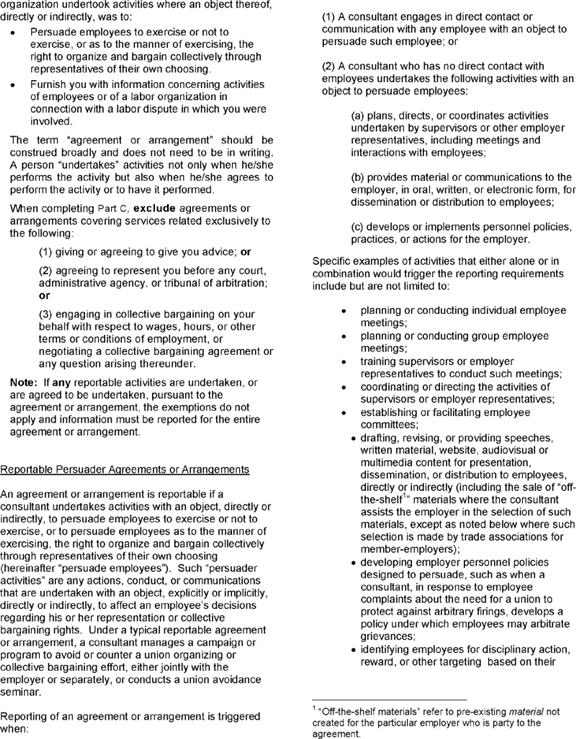 organization undertook activities where an object thereof,
directly or indirectly, was to:
• Persuade employees to exercise or not to
exercise, or as to the manner of exercising, the
right to organize and bargain collectively through
representatives of their own choosing.
• Furnish you with information concerning activities
of employees or of a labor organization in
connection with a labor dispute in which you were
involved.
The term “agreement or arrangement” should be
construed broadly and does not need to be in writing.
A person “undertakes” activities not only when he/she
performs the activity but also when he/she agrees to
perform the activity or to have it performed.
When completing Part C, exclude agreements or
arrangements covering services related exclusively to
the following:
(1) giving or agreeing to give you advice; or
(2) agreeing to represent you before any court,
administrative agency, or tribunal of arbitration;
or
(3) engaging in collective bargaining on your
behalf with respect to wages, hours, or other
terms or conditions of employment, or
negotiating a collective bargaining agreement or
any question arising thereunder.
Note: If any reportable activities are undertaken, or
are agreed to be undertaken, pursuant to the
agreement or arrangement, the exemptions do not
apply and information must be reported for the entire
agreement or arrangement.
Reportable Persuader Agreements or Arrangements
An agreement or arrangement is reportable if a
consultant undertakes activities with an object, directly or
indirectly, to persuade employees to exercise or not to
exercise, or to persuade employees as to the manner of
exercising, the right to organize and bargain collectively
through representatives of their own choosing
(hereinafter “persuade employees”). Such “persuader
activities” are any actions, conduct, or communications
that are undertaken with an object, explicitly or implicitly,
directly or indirectly, to affect an employee’s decisions
regarding his or her representation or collective
bargaining rights. Under a typical reportable agreement
or arrangement, a consultant manages a campaign or
program to avoid or counter a union organizing or
collective bargaining effort, either jointly with the
employer or separately, or conducts a union avoidance
seminar.
Reporting of an agreement or arrangement is triggered
when:
(1) A consultant engages in direct contact or
communication with any employee with an object to
persuade such employee; or
(2) A consultant who has no direct contact with
employees undertakes the following activities with an
object to persuade employees:
(a) plans, directs, or coordinates activities
undertaken by supervisors or other employer
representatives, including meetings and
interactions with employees;
(b) provides material or communications to the
employer, in oral, written, or electronic form, for
dissemination or distribution to employees;
(c) develops or implements personnel policies,
practices, or actions for the employer.
Specific examples of activities that either alone or in
combination would trigger the reporting requirements
include but are not limited to:
• planning or conducting individual employee
meetings;
• planning or conducting group employee
meetings;
• training supervisors or employer
representatives to conduct such meetings;
• coordinating or directing the activities of
supervisors or employer representatives;
• establishing or facilitating employee
committees;
• drafting, revising, or providing speeches,
written material, website, audiovisual or
multimedia content for presentation,
dissemination, or distribution to employees,
directly or indirectly (including the sale of “off-
the-shelf¹” materials where the consultant
assists the employer in the selection of such
materials, except as noted below where such
selection is made by trade associations for
member-employers);
• developing employer personnel policies
designed to persuade, such as when a
consultant, in response to employee
complaints about the need for a union to
protect against arbitrary firings, develops a
policy under which employees may arbitrate
grievances;
• identifying employees for disciplinary action,
reward, or other targeting based on their
¹ “Off-the-shelf materials” refer to pre-existing material not
created for the particular employer who is party to the
agreement.